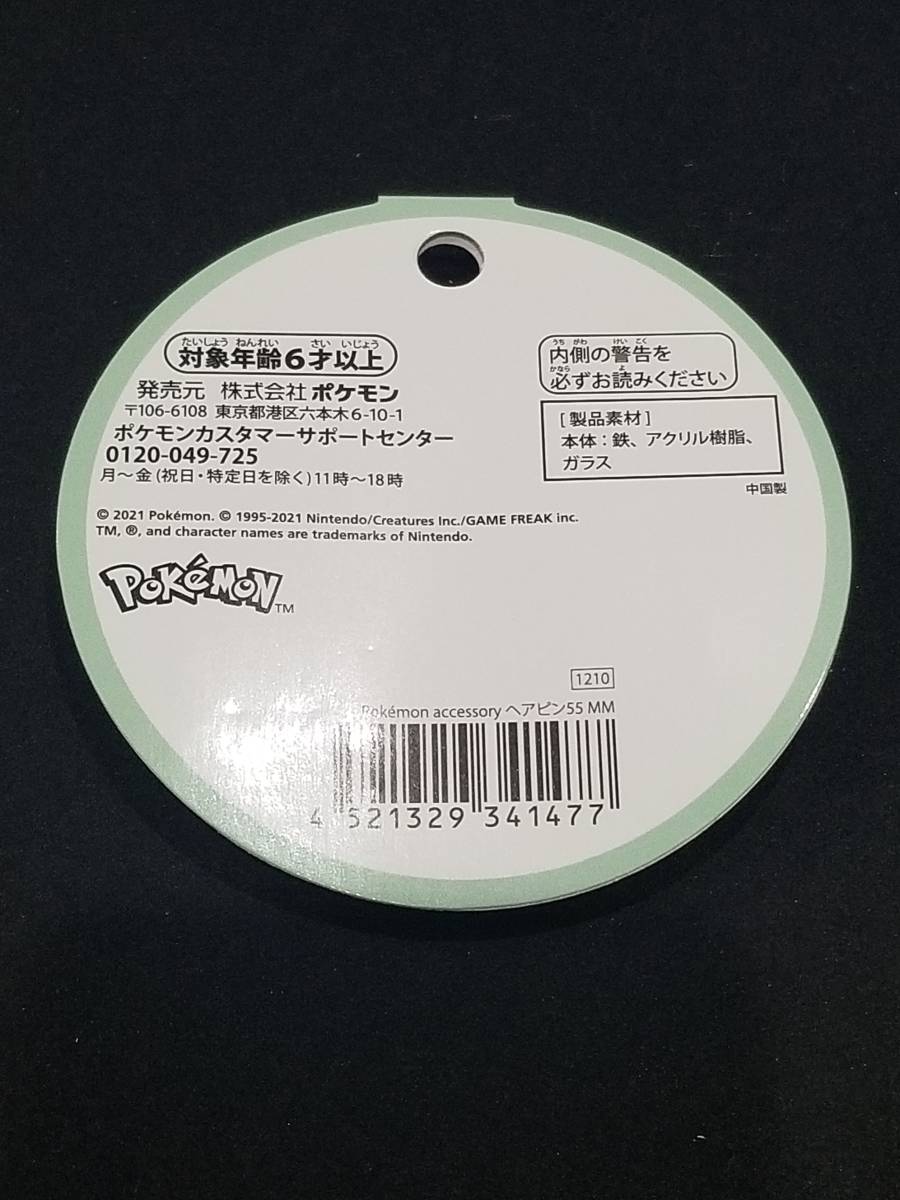 たいしょう ねんれい さい いじょう
対象年齢6才以上
発売元 株式会社 ポケモン
〒106-6108 東京都港区六本木6-10-1
ポケモンカスタマーサポートセンター
0120-049-725
月～金(祝日・特定日を除く)11時～18時
うち がわ けい こく
内側の警告を
かなら よ
必ずお読みください
[製品素材]
本体:鉄、アクリル樹脂、
ガラス
中国製
© 2021 Pokémon. © 1995-2021 Nintendo/Creatures Inc./GAME FREAK inc.
TM, ®, and character names are trademarks of Nintendo.
POKéMON TM
1210
Pokémon accessory ヘアピン55 MM
4 521329 341477